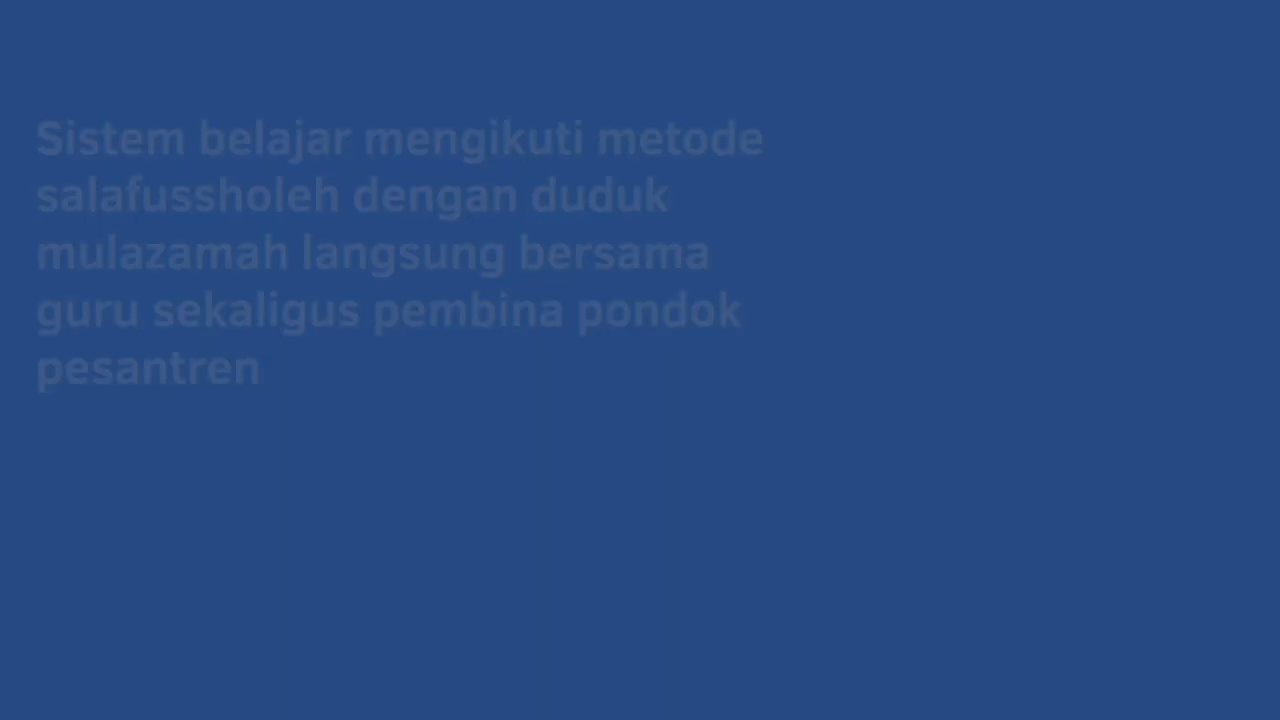 Sistem belajar mengikuti metode
salafussholeh dengan duduk
mulazamah langsung bersama
guru sekaligus pembina pondok
pesantren